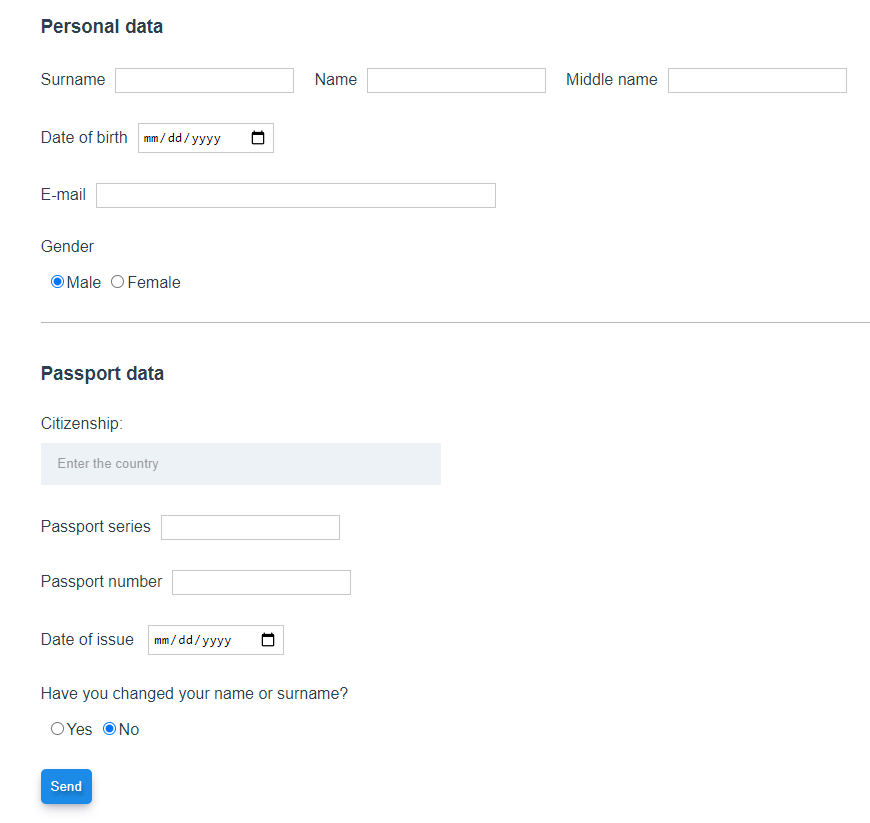 Personal data
Surname Name Middle name
Date of birth mm/dd/yyyy
E-mail
Gender
Male Female
Passport data
Citizenship:
Enter the country
Passport series
Passport number
Date of issue mm/dd/yyyy
Have you changed your name or surname?
Yes No
Send